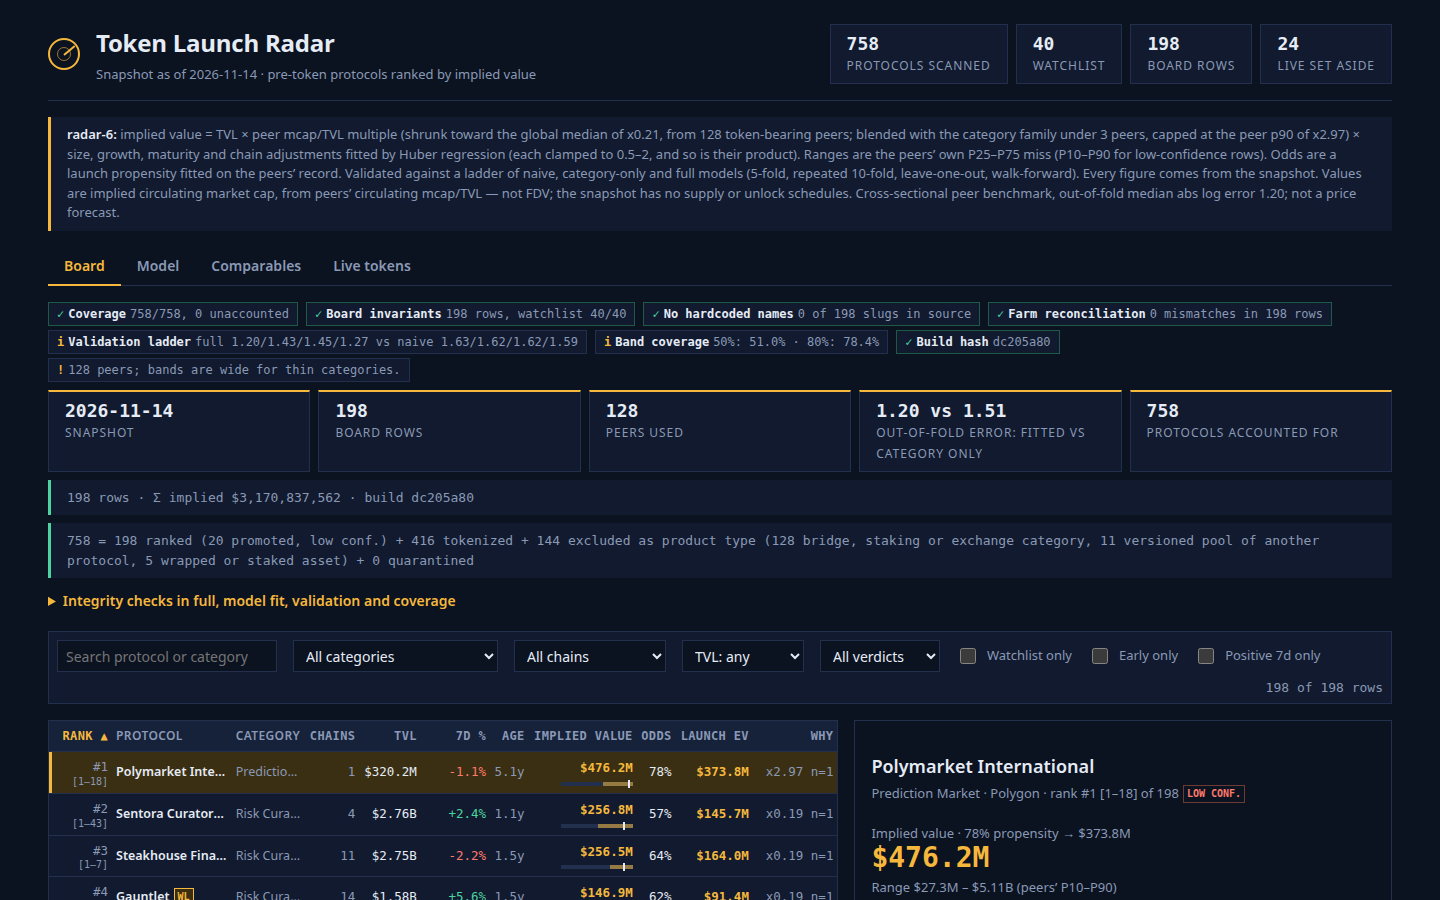 Token Launch Radar
Snapshot as of 2026-11-14 · pre-token protocols ranked by implied value
758
PROTOCOLS SCANNED
40
WATCHLIST
198
BOARD ROWS
24
LIVE SET ASIDE
radar-6: implied value = TVL × peer mcap/TVL multiple (shrunk toward the global median of x0.21, from 128 token-bearing peers; blended with the category family under 3 peers, capped at the peer p90 of x2.97) ×
size, growth, maturity and chain adjustments fitted by Huber regression (each clamped to 0.5–2, and so is their product). Ranges are the peers’ own P25–P75 miss (P10–P90 for low-confidence rows). Odds are a
launch propensity fitted on the peers’ record. Validated against a ladder of naive, category-only and full models (5-fold, repeated 10-fold, leave-one-out, walk-forward). Every figure comes from the snapshot. Values
are implied circulating market cap, from peers’ circulating mcap/TVL — not FDV; the snapshot has no supply or unlock schedules. Cross-sectional peer benchmark, out-of-fold median abs log error 1.20; not a price
forecast.
Board Model Comparables Live tokens
✓ Coverage 758/758, 0 unaccounted
✓ Board invariants 198 rows, watchlist 40/40
✓ No hardcoded names 0 of 198 slugs in source
✓ Farm reconciliation 0 mismatches in 198 rows
i Validation ladder full 1.20/1.43/1.45/1.27 vs naive 1.63/1.62/1.62/1.59
i Band coverage 50%: 51.0% · 80%: 78.4%
✓ Build hash dc205a80
! 128 peers; bands are wide for thin categories.
2026-11-14
SNAPSHOT
198
BOARD ROWS
128
PEERS USED
1.20 vs 1.51
OUT-OF-FOLD ERROR: FITTED VS
CATEGORY ONLY
758
PROTOCOLS ACCOUNTED FOR
198 rows · Σ implied $3,170,837,562 · build dc205a80
758 = 198 ranked (20 promoted, low conf.) + 416 tokenized + 144 excluded as product type (128 bridge, staking or exchange category, 11 versioned pool of another
protocol, 5 wrapped or staked asset) + 0 quarantined
▶ Integrity checks in full, model fit, validation and coverage
Search protocol or category
All categories
All chains
TVL: any
All verdicts
Watchlist only
Early only
Positive 7d only
198 of 198 rows
RANK ▲ PROTOCOL CATEGORY CHAINS TVL 7D % AGE IMPLIED VALUE ODDS LAUNCH EV WHY
#1 [1–18] Polymarket Inte... Predictio... 1 $320.2M -1.1% 5.1y $476.2M 78% $373.8M x2.97 n=1
#2 [1–43] Sentora Curator... Risk Cura... 4 $2.76B +2.4% 1.1y $256.8M 57% $145.7M x0.19 n=1
#3 [1–7] Steakhouse Fina... Risk Cura... 11 $2.75B -2.2% 1.5y $256.5M 64% $164.0M x0.19 n=1
#4 Gauntlet WL Risk Cura... 14 $1.58B +5.6% 1.5y $146.9M 62% $91.4M x0.19 n=1
Polymarket International
Prediction Market · Polygon · rank #1 [1–18] of 198 LOW CONF.
Implied value · 78% propensity → $373.8M
$476.2M
Range $27.3M – $5.11B (peers’ P10–P90)